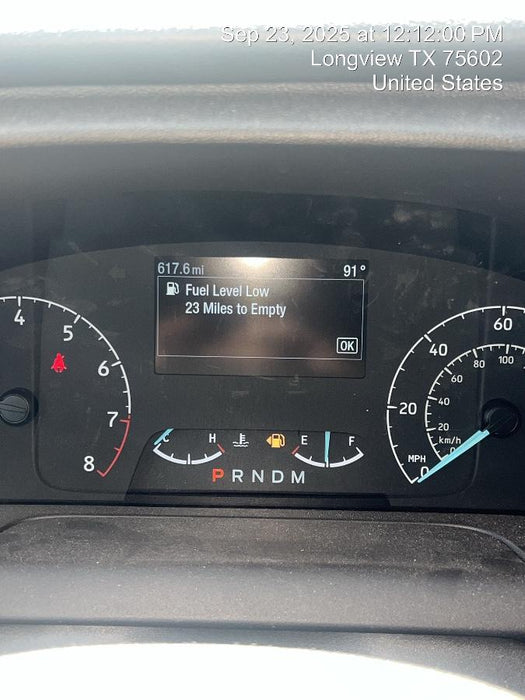 Sep 23, 2025 at 12:12:00 PM
Longview TX 75602
United States
617.6 mi 91°
Fuel Level Low
23 Miles to Empty
OK
4 5 6 7 8
C H E F
P R N D M
0 20 40 60
MPH
0 20 40 60 80 100
km/h